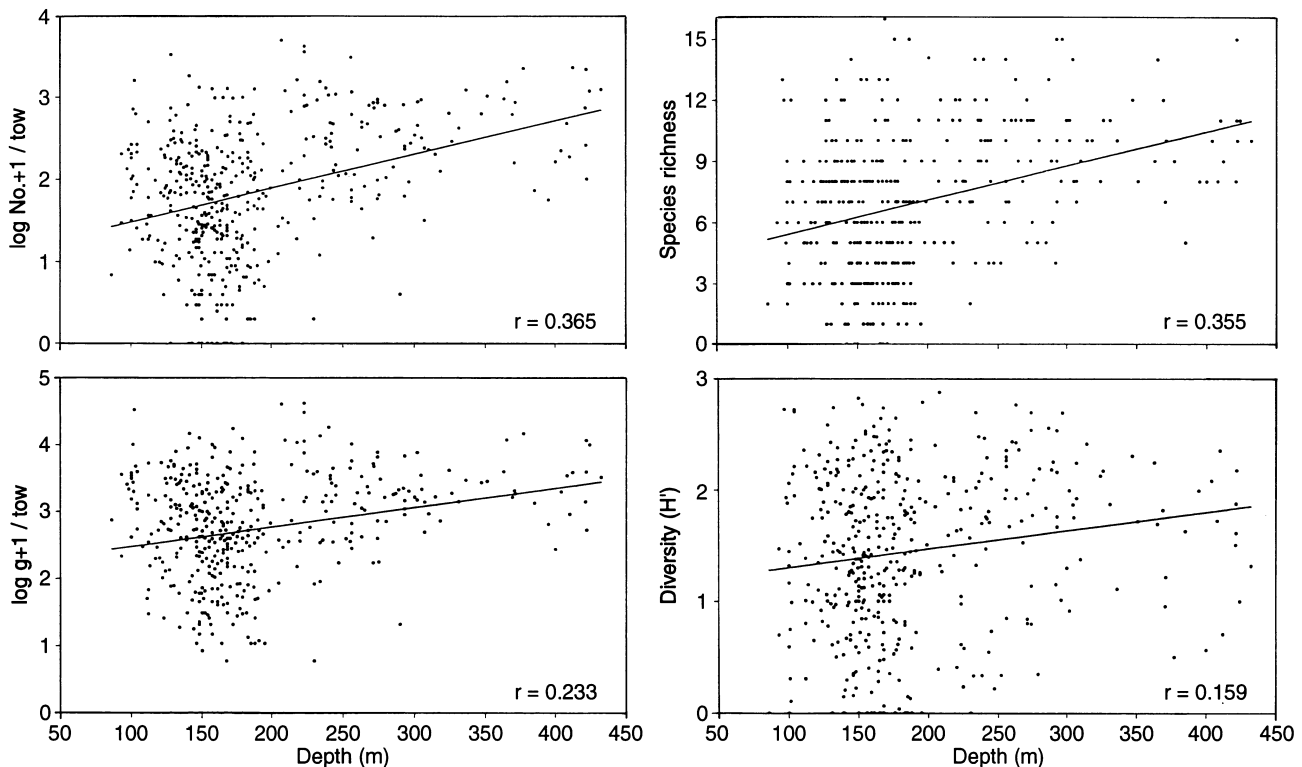 4
3
2
1
0
log No.+1 / tow
r = 0.365
15
12
9
6
3
0
Species richness
r = 0.355
5
4
3
2
1
0
log g+1 / tow
r = 0.233
50 100 150 200 250 300 350 400 450
Depth (m)
3
2
1
0
Diversity (H')
r = 0.159
50 100 150 200 250 300 350 400 450
Depth (m)